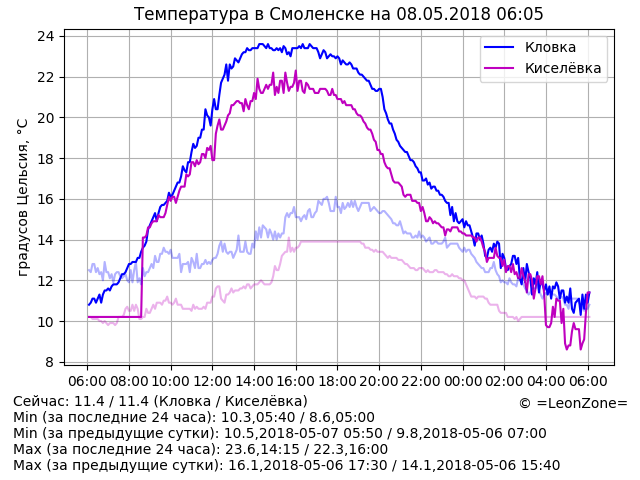 Температура в Смоленске на 08.05.2018 06:05
градусов Цельсия, °C
24
22
20
18
16
14
12
10
8
Кловка
Киселёвка
06:00 08:00 10:00 12:00 14:00 16:00 18:00 20:00 22:00 00:00 02:00 04:00 06:00
Сейчас: 11.4 / 11.4 (Кловка / Киселёвка)
© =LeonZone=
Min (за последние 24 часа): 10.3,05:40 / 8.6,05:00
Min (за предыдущие сутки): 10.5,2018-05-07 05:50 / 9.8,2018-05-06 07:00
Max (за последние 24 часа): 23.6,14:15 / 22.3,16:00
Max (за предыдущие сутки): 16.1,2018-05-06 17:30 / 14.1,2018-05-06 15:40